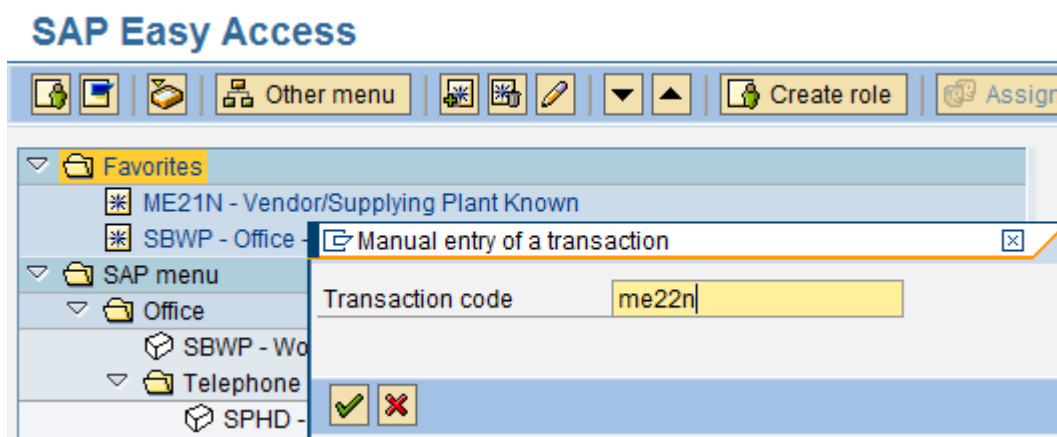 SAP Easy Access
Other menu Create role Assign
Favorites
ME21N - Vendor/Supplying Plant Known
SBWP - Office -
Manual entry of a transaction
SAP menu
Transaction code me22n
Office
SBWP - Wo
Telephone
SPHD -